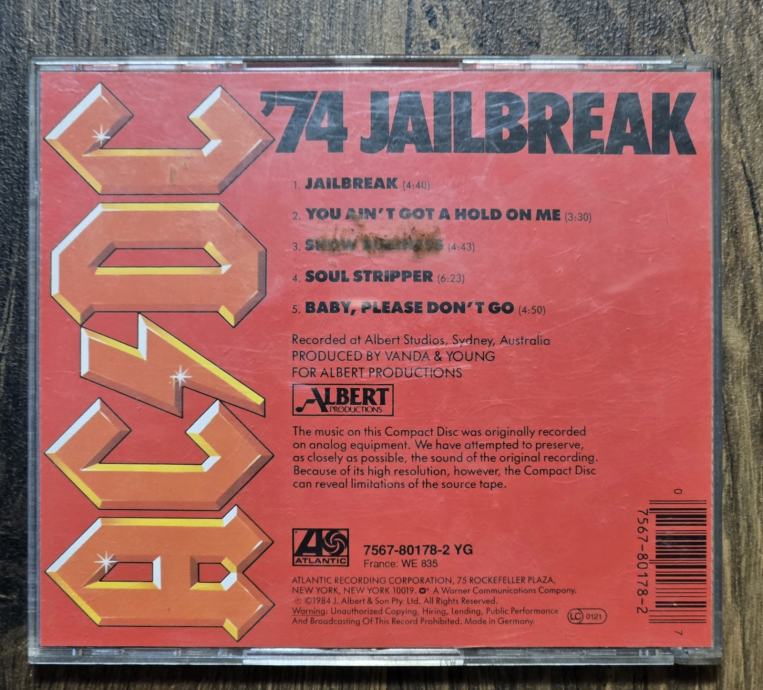 AC DC
'74 JAILBREAK
1. JAILBREAK (4:40)
2. YOU AIN'T GOT A HOLD ON ME (3:30)
3. SHOW (4:43)
4. SOUL STRIPPER (6:23)
5. BABY, PLEASE DON'T GO (4:50)
Recorded at Albert Studios, Sydney, Australia
PRODUCED BY VANDA & YOUNG
FOR ALBERT PRODUCTIONS
ALBERT
PRODUCTIONS
The music on this Compact Disc was originally recorded
on analog equipment. We have attempted to preserve,
as closely as possible, the sound of the original recording.
Because of its high resolution, however, the Compact Disc
can reveal limitations of the source tape.
ATLANTIC
7567-80178-2 YG
France: WE 835
ATLANTIC RECORDING CORPORATION, 75 ROCKEFELLER PLAZA,
NEW YORK, NEW YORK 10019. A Warner Communications Company.
℗ ©1984 J. Albert & Son Pty. Ltd. All Rights Reserved.
Warning: Unauthorized Copying, Hiring, Lending, Public Performance
And Broadcasting Of This Record Prohibited. Made in Germany.
LC 0121
0
7567-80178-2
7